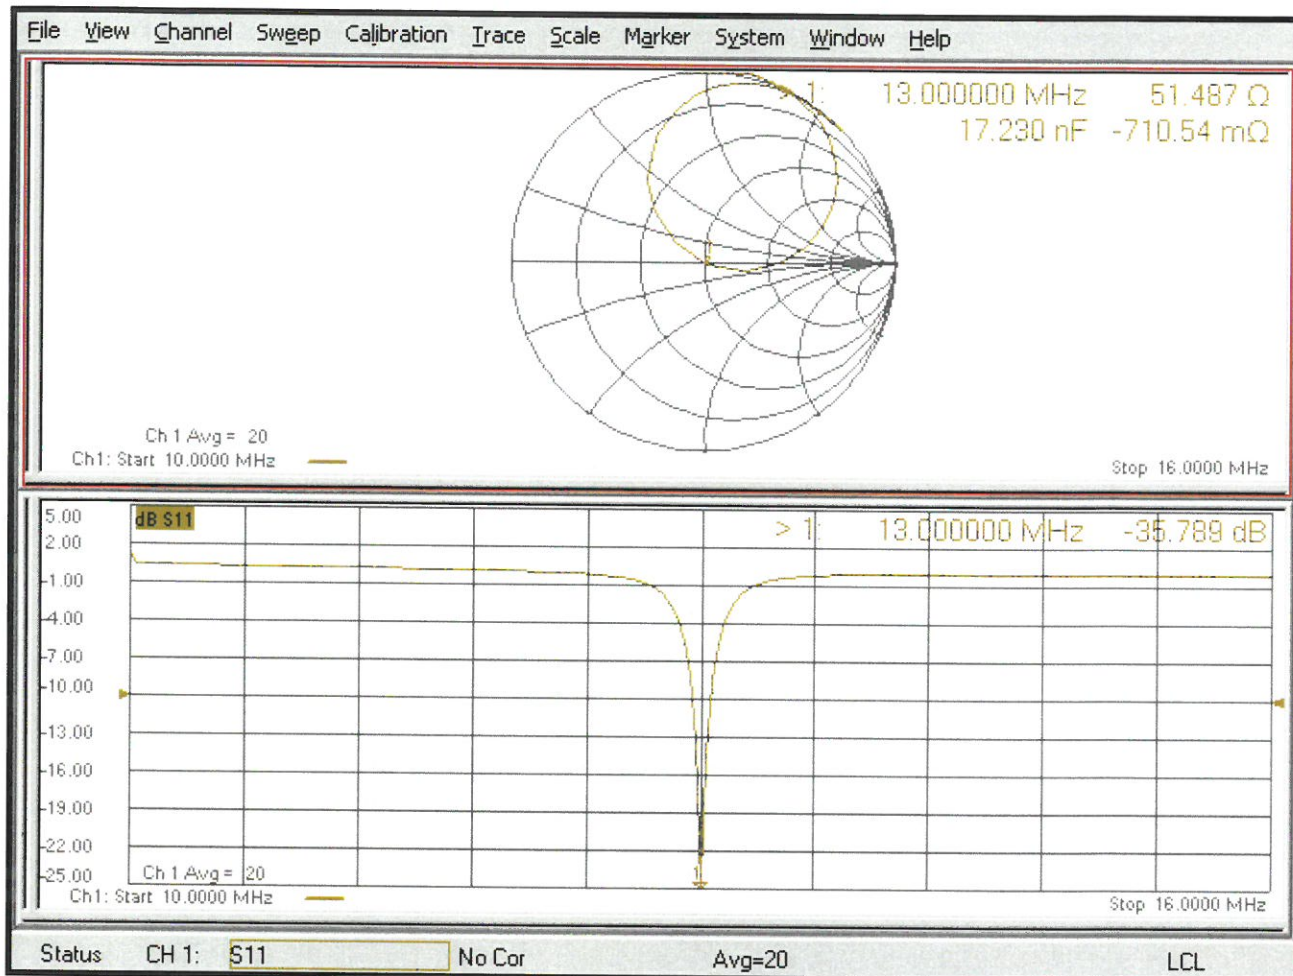 File View Channel Sweep Calibration Trace Scale Marker System Window Help
> 1: 13.000000 MHz 51.487 Ω
17.230 nF -710.54 mΩ
Ch 1 Avg = 20
Ch1: Start 10.0000 MHz
Stop 16.0000 MHz
5.00
dB S11
> 1: 13.000000 MHz -35.789 dB
2.00
-1.00
-4.00
-7.00
-10.00
-13.00
-16.00
-19.00
-22.00
-25.00
1
Ch 1 Avg = 20
Ch1: Start 10.0000 MHz
Stop 16.0000 MHz
Status CH 1: S11 No Cor Avg=20 LCL